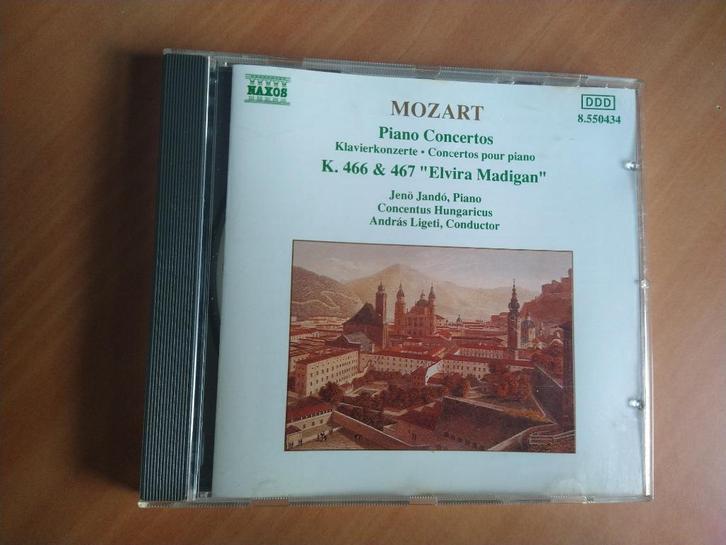 NAXOS
DDD
8.550434
MOZART
Piano Concertos
Klavierkonzerte • Concertos pour piano
K. 466 & 467 "Elvira Madigan"
Jenö Jandó, Piano
Concentus Hungaricus
András Ligeti, Conductor